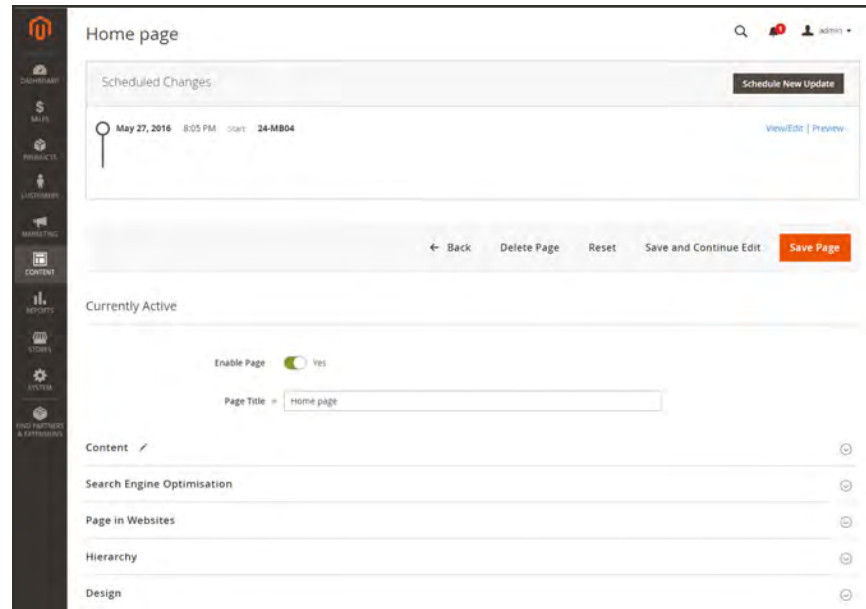 Home page
1
admin
DASHBOARD
Scheduled Changes
Schedule New Update
$
SALES
May 27, 2016 8:05 PM Start 24-MB04
View/Edit | Preview
PRODUCTS
CUSTOMERS
MARKETING
← Back Delete Page Reset Save and Continue Edit Save Page
CONTENT
REPORTS
Currently Active
STORES
Enable Page Yes
SYSTEM
Page Title Home page
FIND PARTNERS
& EXTENSIONS
Content
Search Engine Optimisation
Page in Websites
Hierarchy
Design